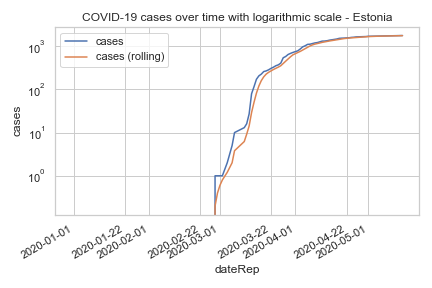 COVID-19 cases over time with logarithmic scale - Estonia
cases
cases (rolling)
10³
10²
10¹
10⁰
cases
2020-01-01
2020-01-22
2020-02-01
2020-02-22
2020-03-01
2020-03-22
2020-04-01
2020-04-22
2020-05-01
dateRep